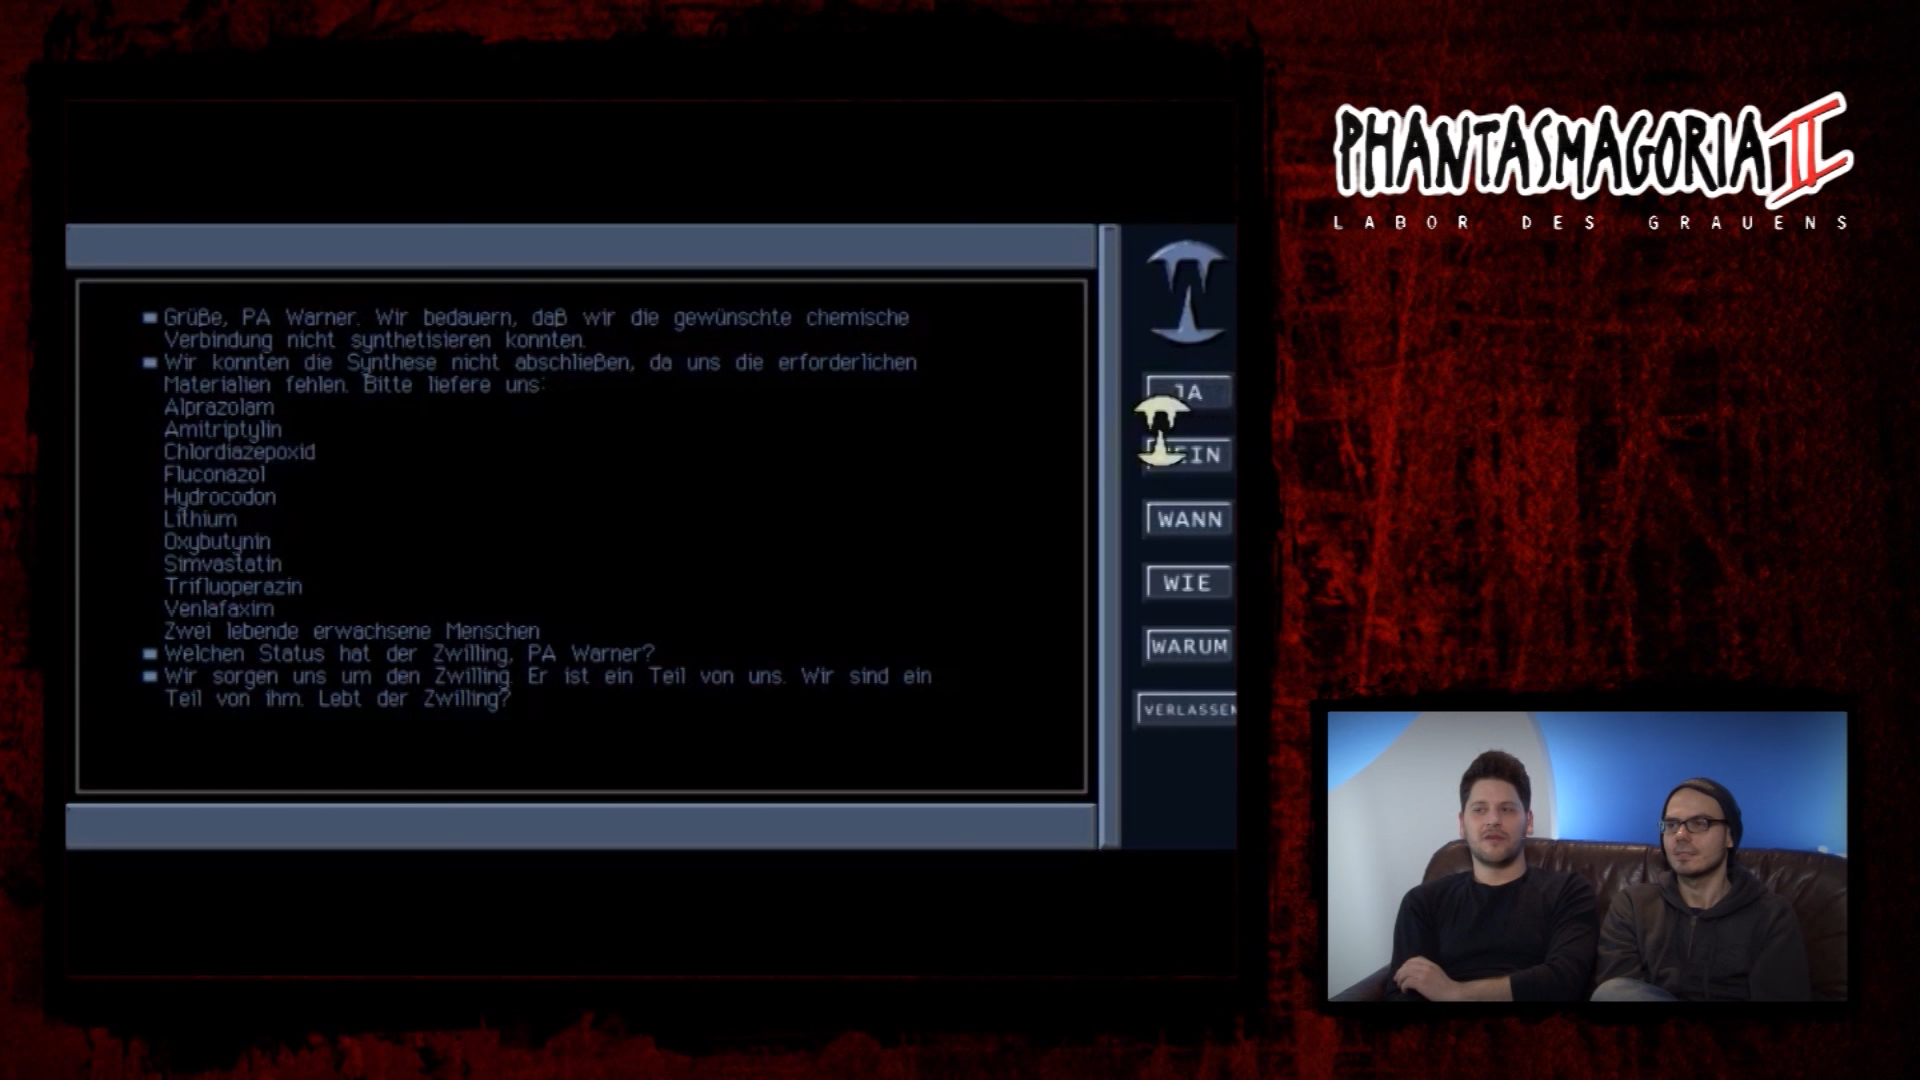 PHANTASMAGORIA II
LABOR DES GRAUENS
Grüße, PA Warner. Wir bedauern, daß wir die gewünschte chemische
Verbindung nicht synthetisieren konnten.
Wir konnten die Synthese nicht abschließen, da uns die erforderlichen
Materialien fehlen. Bitte liefere uns:
Alprazolam
Amitriptylin
Chlordiazepoxid
Fluconazol
Hydrocodon
Lithium
Oxybutynin
Simvastatin
Trifluoperazin
Venlafaxim
Zwei lebende erwachsene Menschen
Welchen Status hat der Zwilling, PA Warner?
Wir sorgen uns um den Zwilling. Er ist ein Teil von uns. Wir sind ein
Teil von ihm. Lebt der Zwilling?
JA
EIN
WANN
WIE
WARUM
VERLASSEN